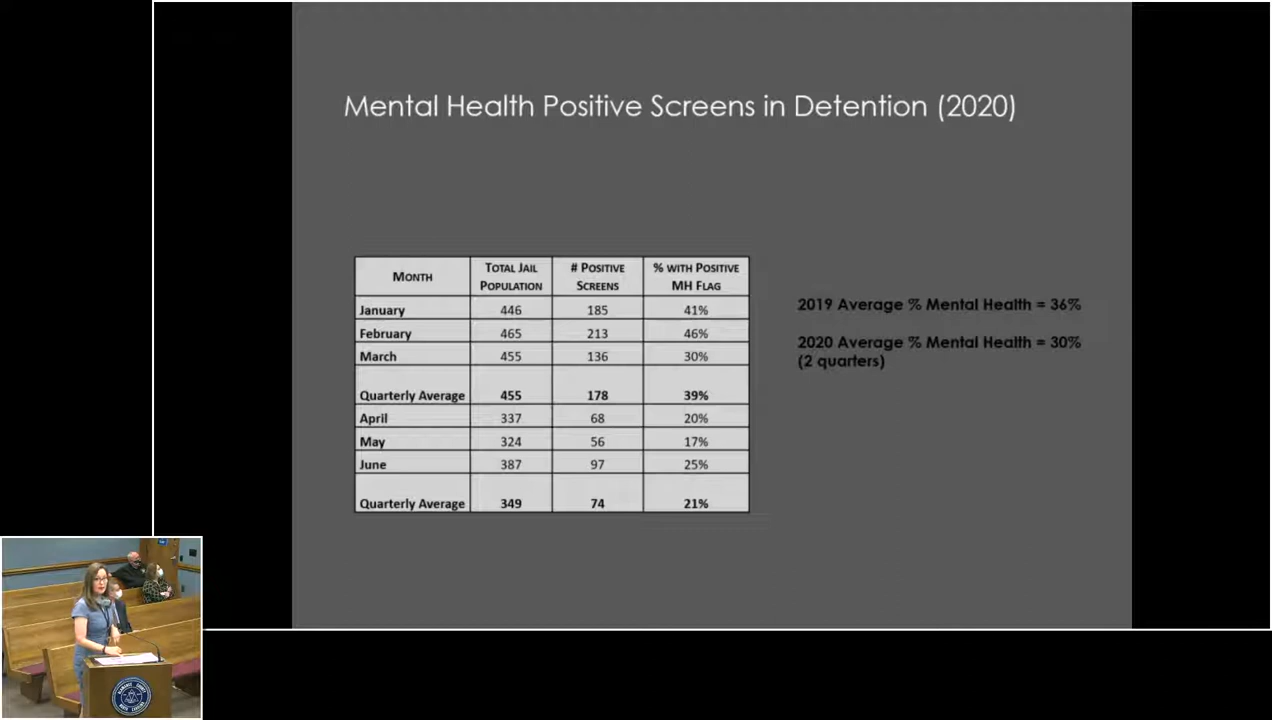 Mental Health Positive Screens in Detention (2020)
MONTH TOTAL JAIL POPULATION # POSITIVE SCREENS % WITH POSITIVE MH FLAG
January 446 185 41%
February 465 213 46%
March 455 136 30%
Quarterly Average 455 178 39%
April 337 68 20%
May 324 56 17%
June 387 97 25%
Quarterly Average 349 74 21%
2019 Average % Mental Health = 36%
2020 Average % Mental Health = 30%
(2 quarters)